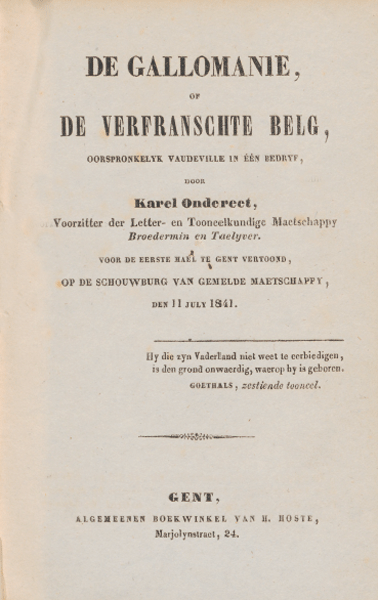 DE GALLOMANIE,
OF
DE VERFRANSCHTE BELG,
OORSPRONKELYK VAUDEVILLE IN ÉÉN BEDRYF,
DOOR
Karel Ondereet,
Voorzitter der Letter- en Tooneelkundige Maetschappy
Broedermin en Taelyver.
VOOR DE EERSTE MAEL TE GENT VERTOOND,
OP DE SCHOUWBURG VAN GEMELDE MAETSCHAPPY,
DEN 11 JULY 1841.
Hy die zyn Vaderland niet weet te eerbiedigen,
is den grond onwaerdig, waerop hy is geboren.
GOETHALS, zestiende tooneel.
GENT,
ALGEMEENEN BOEKWINKEL VAN H. HOSTE,
Marjolynstraet, 24.